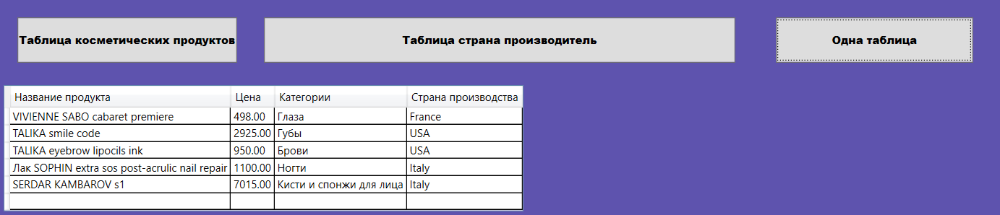 Таблица косметических продуктов Таблица страна производитель Одна таблица
Название продукта Цена Категории Страна производства
VIVIENNE SABO cabaret premiere 498.00 Глаза France
TALIKA smile code 2925.00 Губы USA
TALIKA eyebrow lipocils ink 950.00 Брови USA
Лак SOPHIN extra sos post-acrulic nail repair 1100.00 Ногти Italy
SERDAR KAMBAROV s1 7015.00 Кисти и спонжи для лица Italy